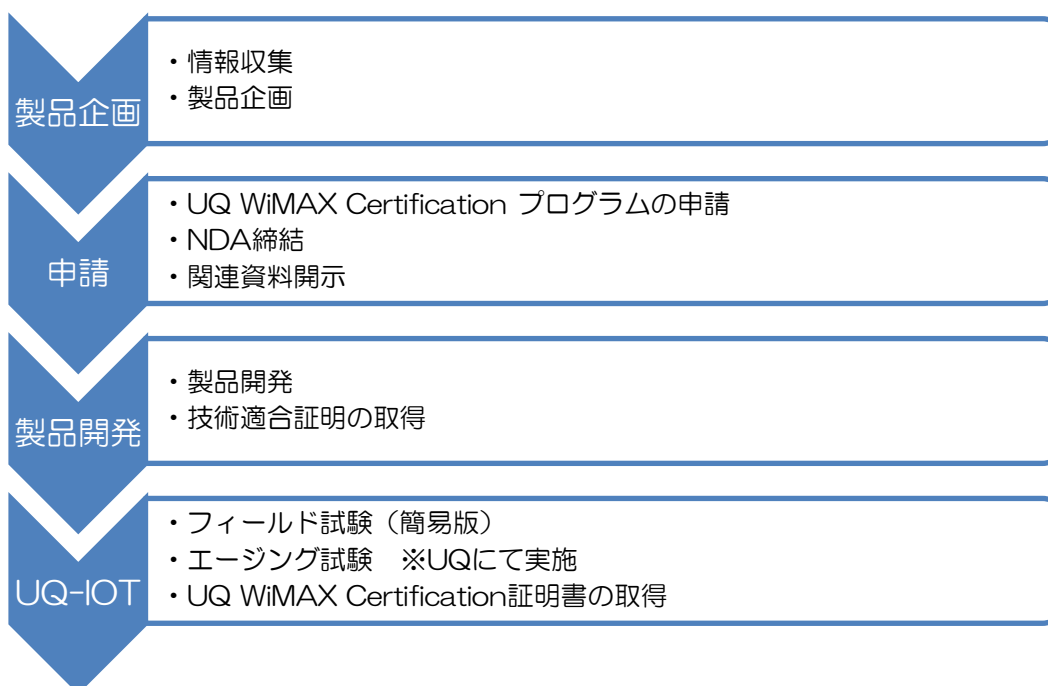 製品企画
・情報収集
・製品企画
申請
・UQ WiMAX Certification プログラムの申請
・NDA締結
・関連資料開示
製品開発
・製品開発
・技術適合証明の取得
UQ-IOT
・フィールド試験（簡易版）
・エージング試験　※UQにて実施
・UQ WiMAX Certification証明書の取得